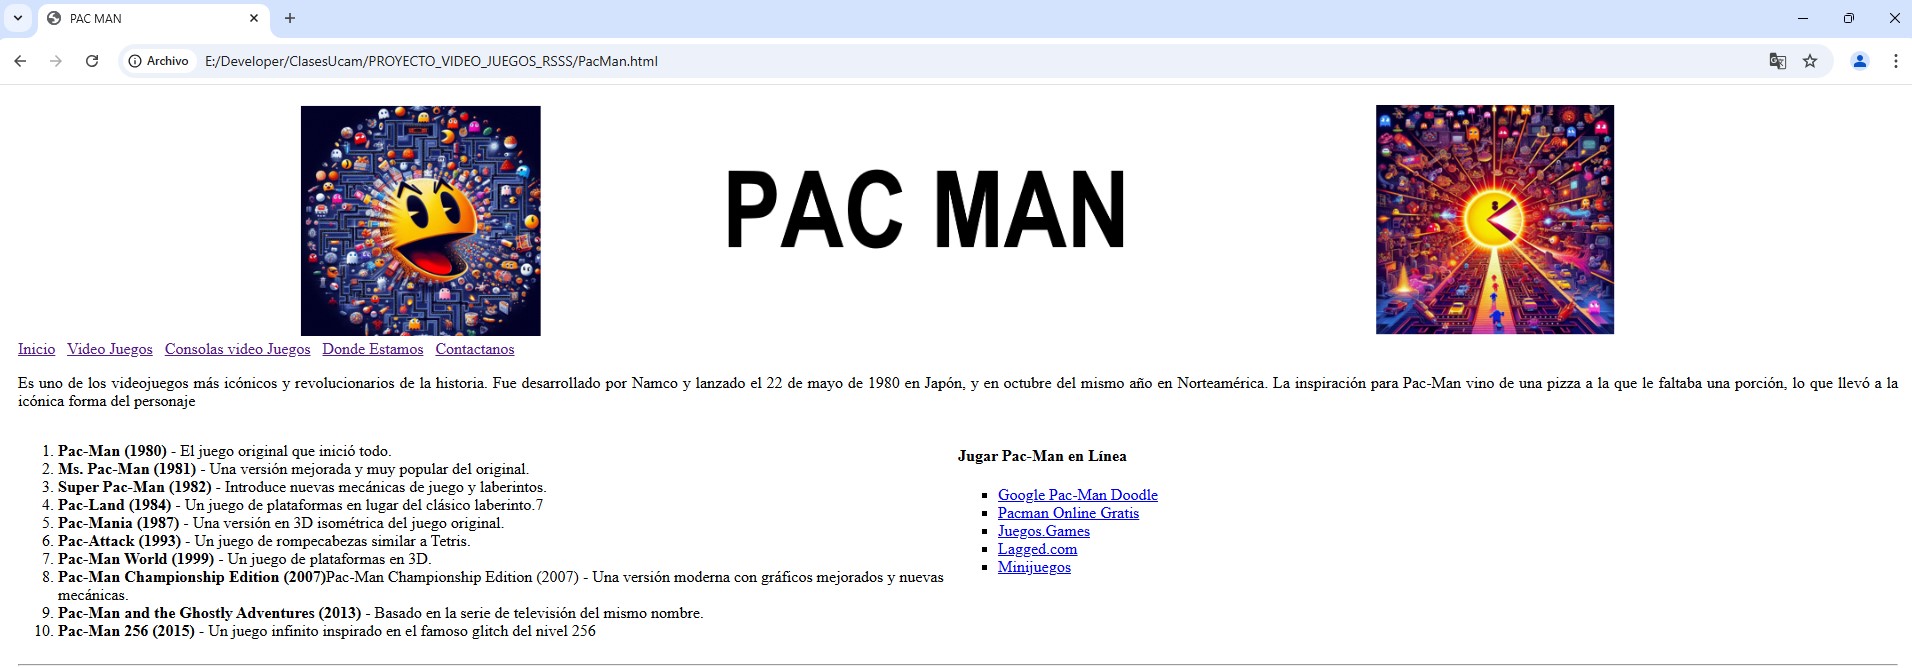 PAC MAN
Archivo E:/Developer/ClasesUcam/PROYECTO_VIDEO_JUEGOS_RSSS/PacMan.html
PAC MAN
Inicio Video Juegos Consolas video Juegos Donde Estamos Contactanos
Es uno de los videojuegos más icónicos y revolucionarios de la historia. Fue desarrollado por Namco y lanzado el 22 de mayo de 1980 en Japón, y en octubre del mismo año en Norteamérica. La inspiración para Pac-Man vino de una pizza a la que le faltaba una porción, lo que llevó a la
icónica forma del personaje
1. Pac-Man (1980) - El juego original que inició todo.
2. Ms. Pac-Man (1981) - Una versión mejorada y muy popular del original.
3. Super Pac-Man (1982) - Introduce nuevas mecánicas de juego y laberintos.
4. Pac-Land (1984) - Un juego de plataformas en lugar del clásico laberinto.7
5. Pac-Mania (1987) - Una versión en 3D isométrica del juego original.
6. Pac-Attack (1993) - Un juego de rompecabezas similar a Tetris.
7. Pac-Man World (1999) - Un juego de plataformas en 3D.
8. Pac-Man Championship Edition (2007)Pac-Man Championship Edition (2007) - Una versión moderna con gráficos mejorados y nuevas
mecánicas.
9. Pac-Man and the Ghostly Adventures (2013) - Basado en la serie de televisión del mismo nombre.
10. Pac-Man 256 (2015) - Un juego infinito inspirado en el famoso glitch del nivel 256
Jugar Pac-Man en Línea
Google Pac-Man Doodle
Pacman Online Gratis
Juegos.Games
Lagged.com
Minijuegos